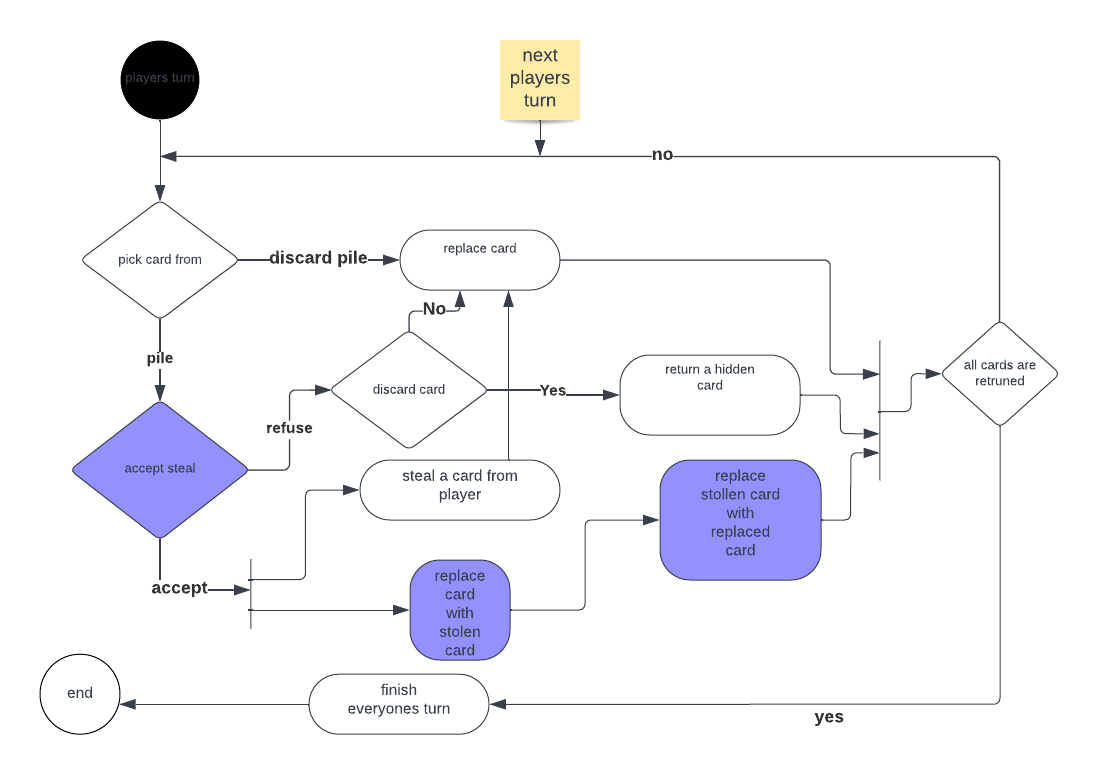 players turn
next
players
turn
no
pick card from
discard pile
replace card
No
pile
discard card
Yes
return a hidden
card
all cards are
retruned
refuse
accept steal
steal a card from
player
replace
stollen card
with
replaced
card
accept
replace
card
with
stolen
card
end
finish
everyones turn
yes